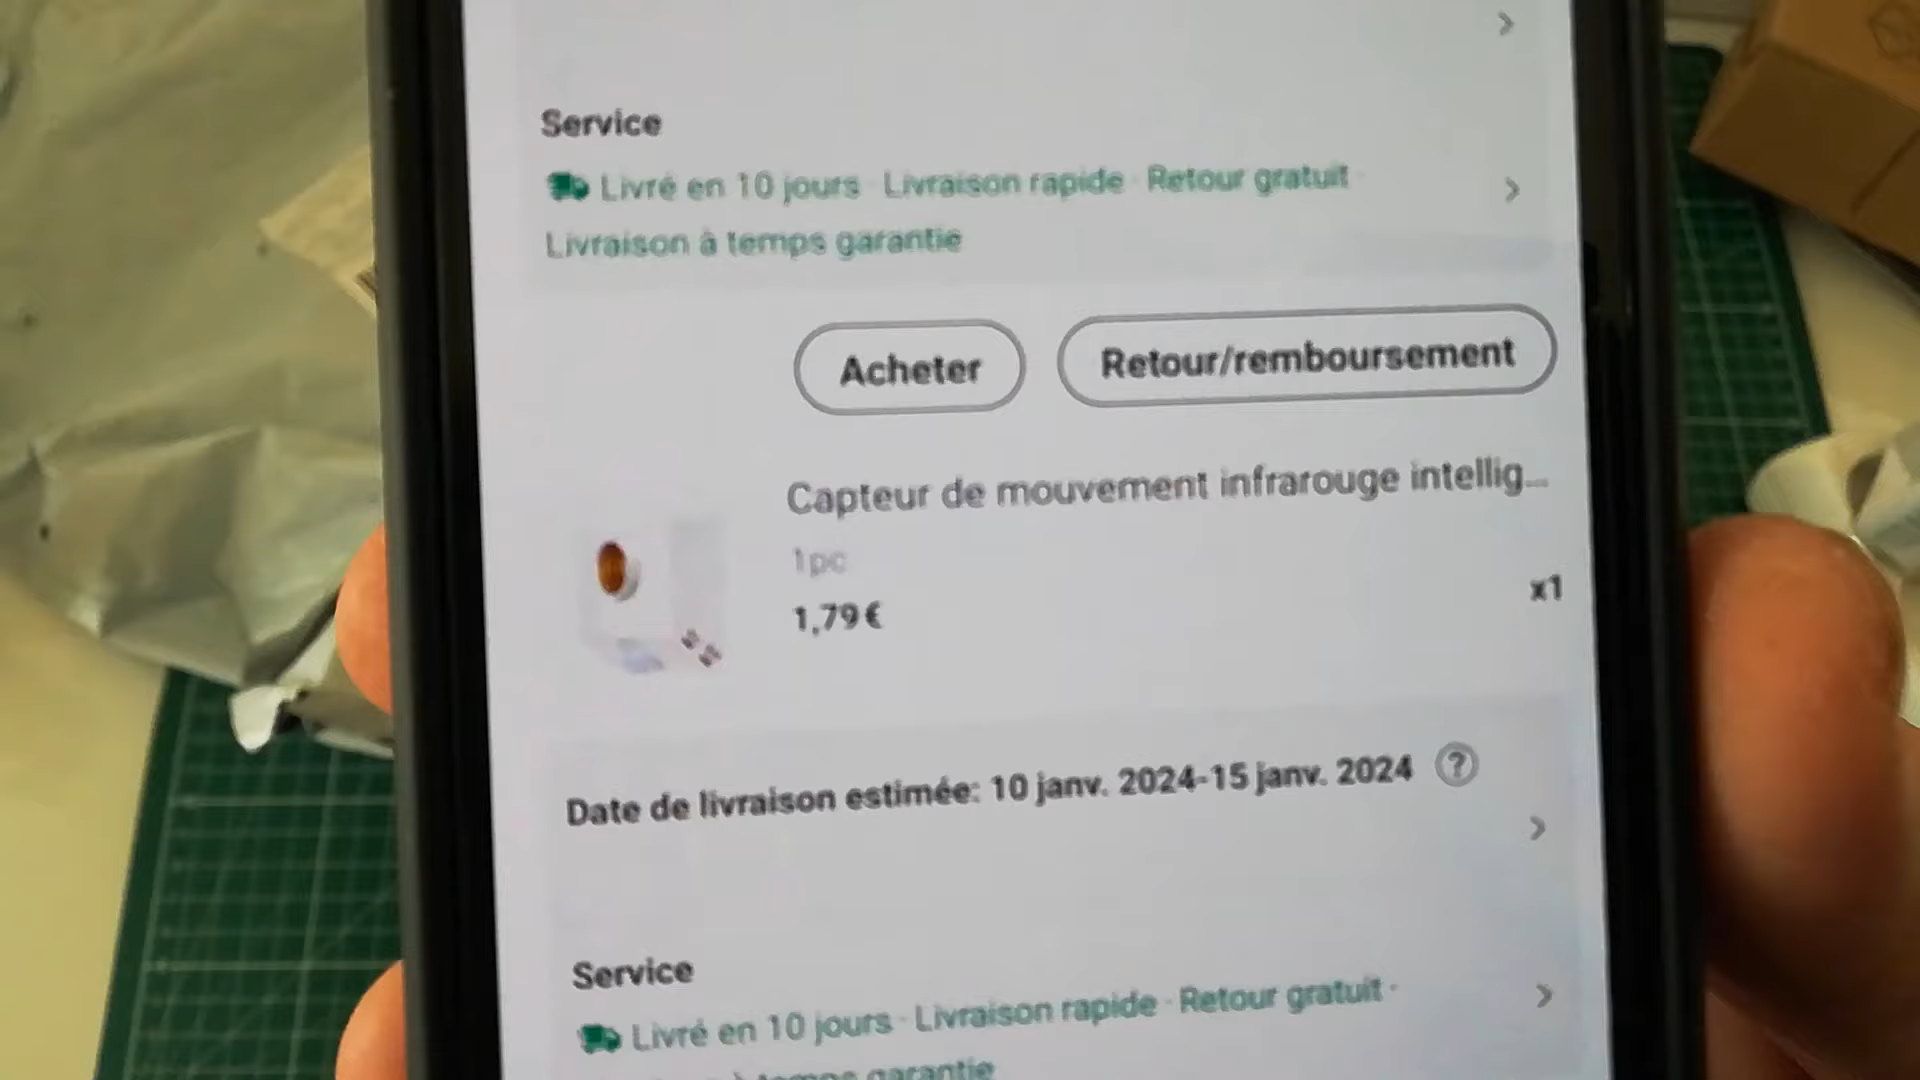 Service
Livré en 10 jours · Livraison rapide · Retour gratuit ·
Livraison à temps garantie
Acheter
Retour/remboursement
Capteur de mouvement infrarouge intellig...
1pc
1,79€
x1
Date de livraison estimée: 10 janv. 2024-15 janv. 2024 ?
Service
Livré en 10 jours · Livraison rapide · Retour gratuit ·
à temps garantie